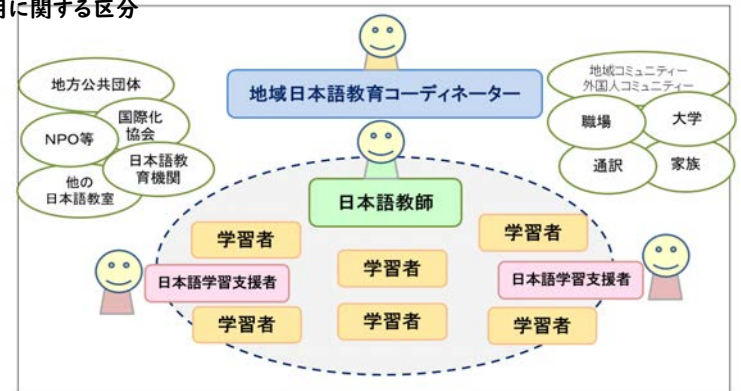 に関する区分
地域日本語教育コーディネーター
地方公共団体
国際化
協会
NPO等
日本語教
育機関
他の
日本語教室
地域コミュニティー
外国人コミュニティー
職場
大学
通訳
家族
日本語教師
学習者
学習者
学習者
日本語学習支援者
日本語学習支援者
学習者
学習者
学習者